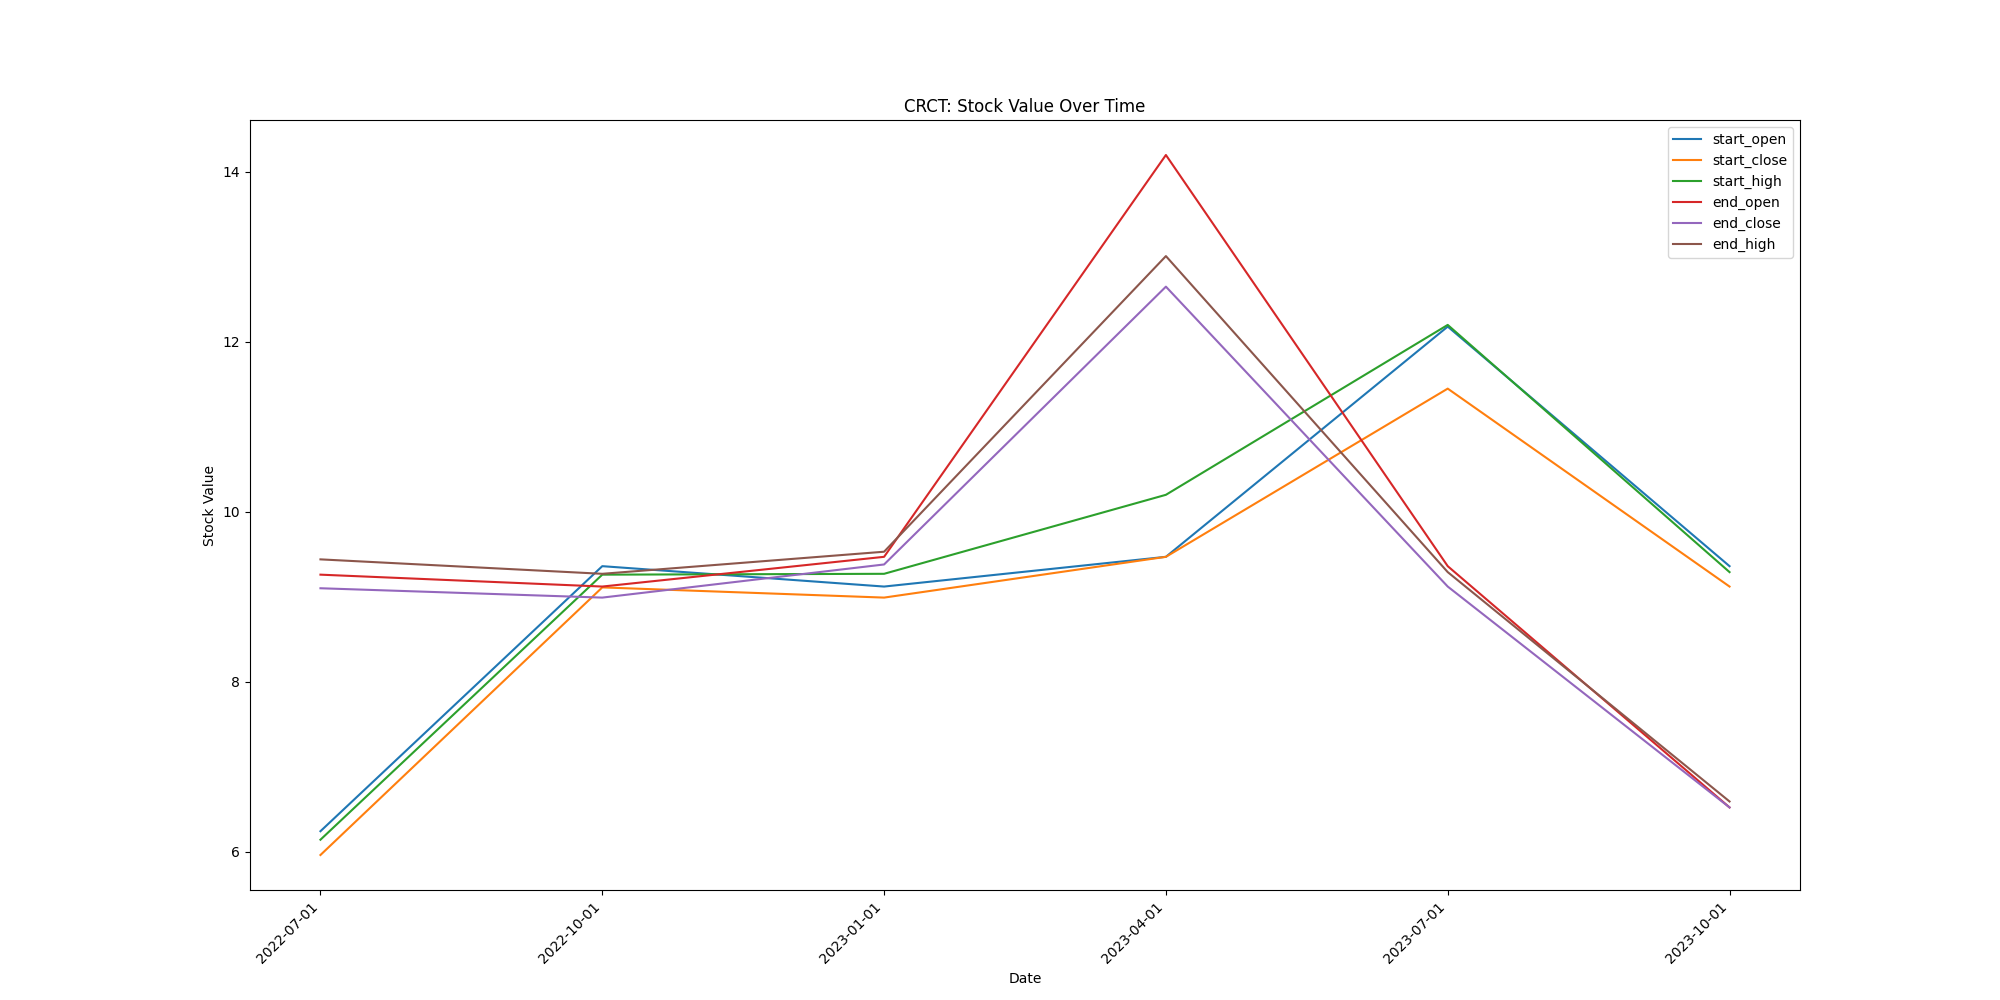 CRCT: Stock Value Over Time
start_open
start_close
start_high
end_open
end_close
end_high
Stock Value
14
12
10
8
6
2022-07-01
2022-10-01
2023-01-01
2023-04-01
2023-07-01
2023-10-01
Date